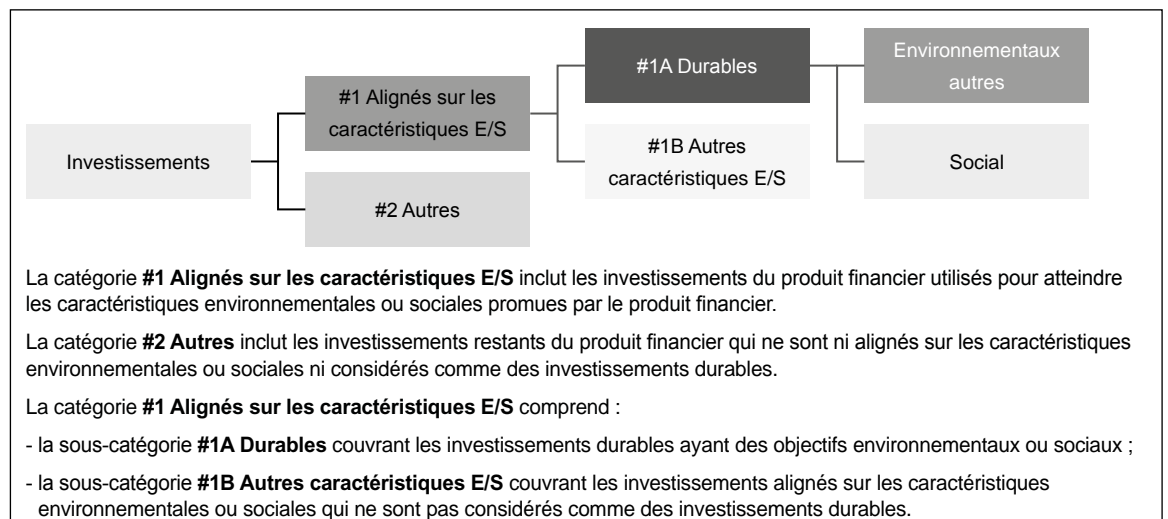 Investissements
#1 Alignés sur les
caractéristiques E/S
#2 Autres
#1A Durables
#1B Autres
caractéristiques E/S
Environnementaux
autres
Social
La catégorie #1 Alignés sur les caractéristiques E/S inclut les investissements du produit financier utilisés pour atteindre
les caractéristiques environnementales ou sociales promues par le produit financier.
La catégorie #2 Autres inclut les investissements restants du produit financier qui ne sont ni alignés sur les caractéristiques
environnementales ou sociales ni considérés comme des investissements durables.
La catégorie #1 Alignés sur les caractéristiques E/S comprend :
- la sous-catégorie #1A Durables couvrant les investissements durables ayant des objectifs environnementaux ou sociaux ;
- la sous-catégorie #1B Autres caractéristiques E/S couvrant les investissements alignés sur les caractéristiques
environnementales ou sociales qui ne sont pas considérés comme des investissements durables.